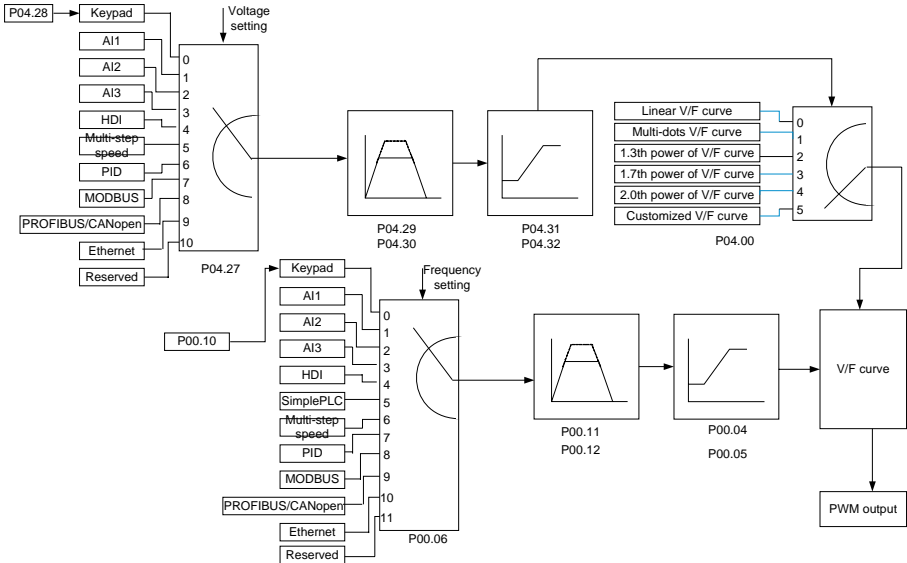 Voltage
setting
P04.28
Keypad
AI1
AI2
AI3
HDI
Multi-step
speed
PID
MODBUS
PROFIBUS/CANopen
Ethernet
Reserved
0
1
2
3
4
5
6
7
8
9
10
P04.27
P04.29
P04.30
P04.31
P04.32
Linear V/F curve
Multi-dots V/F curve
1.3th power of V/F curve
1.7th power of V/F curve
2.0th power of V/F curve
Customized V/F curve
0
1
2
3
4
5
P04.00
Frequency
setting
P00.10
Keypad
AI1
AI2
AI3
HDI
SimplePLC
Multi-step
speed
PID
MODBUS
PROFIBUS/CANopen
Ethernet
Reserved
0
1
2
3
4
5
6
7
8
9
10
11
P00.06
P00.11
P00.12
P00.04
P00.05
V/F curve
PWM output